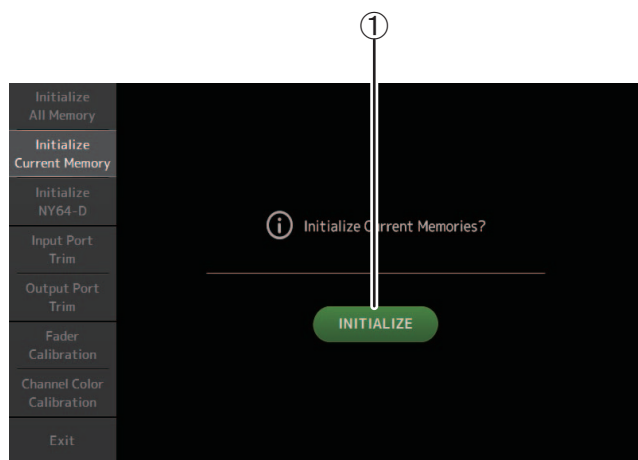 ①
Initialize
All Memory
Initialize
Current Memory
Initialize
NY64-D
Input Port
Trim
Output Port
Trim
Fader
Calibration
Channel Color
Calibration
Exit
Initialize Current Memories?
INITIALIZE